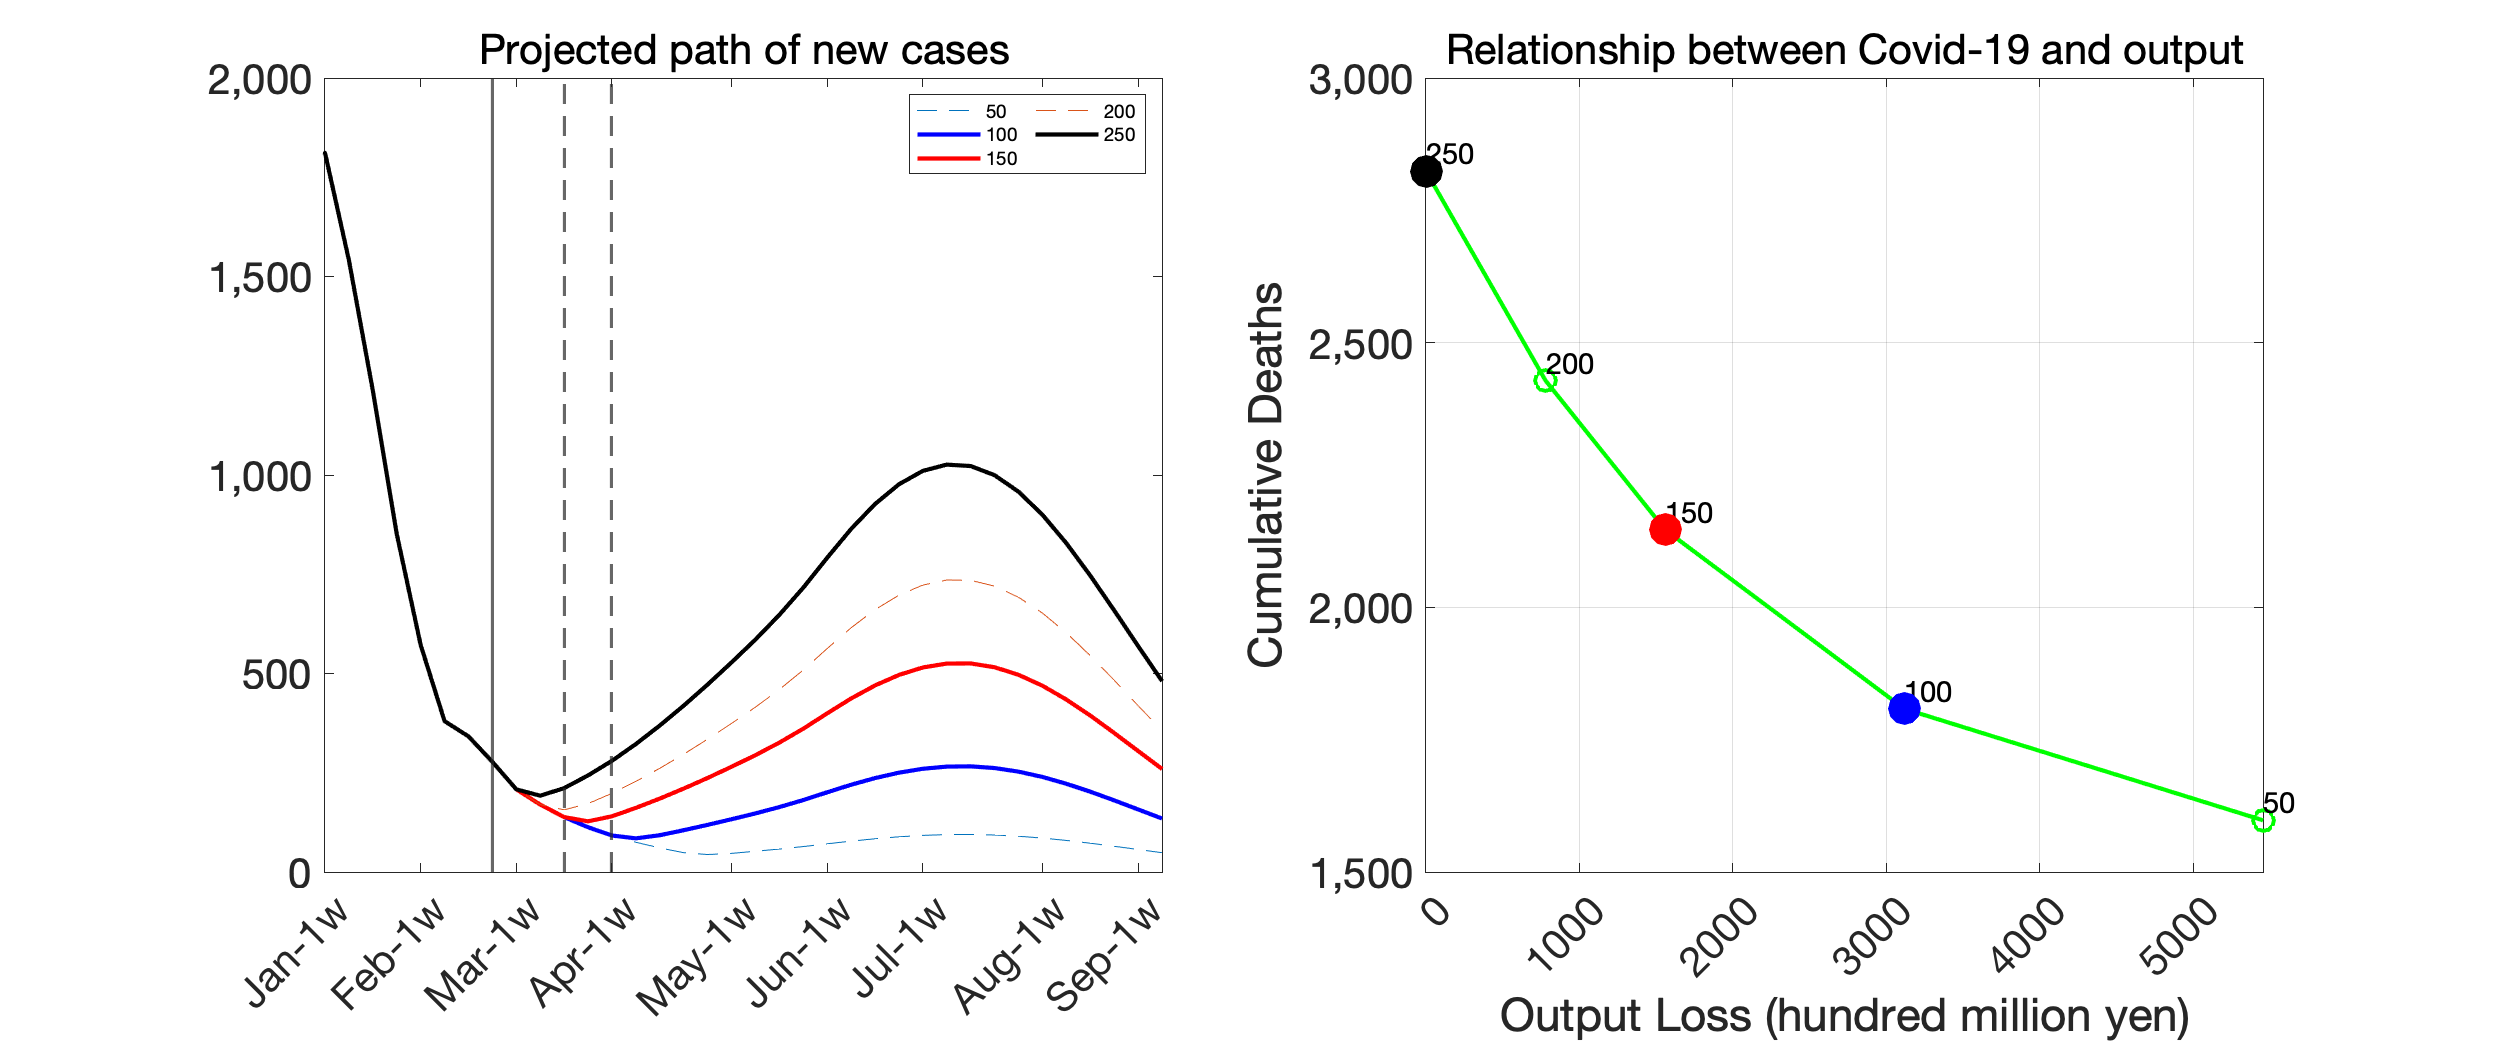 Projected path of new cases
2,000
1,500
1,000
500
0
50 200
100 250
150
Jan-1w Feb-1w Mar-1w Apr-1w May-1w Jun-1w Jul-1w Aug-1w Sep-1w
Relationship between Covid-19 and output
3,000
2,500
2,000
1,500
Cumulative Deaths
250
200
150
100
50
0 1000 2000 3000 4000 5000
Output Loss (hundred million yen)